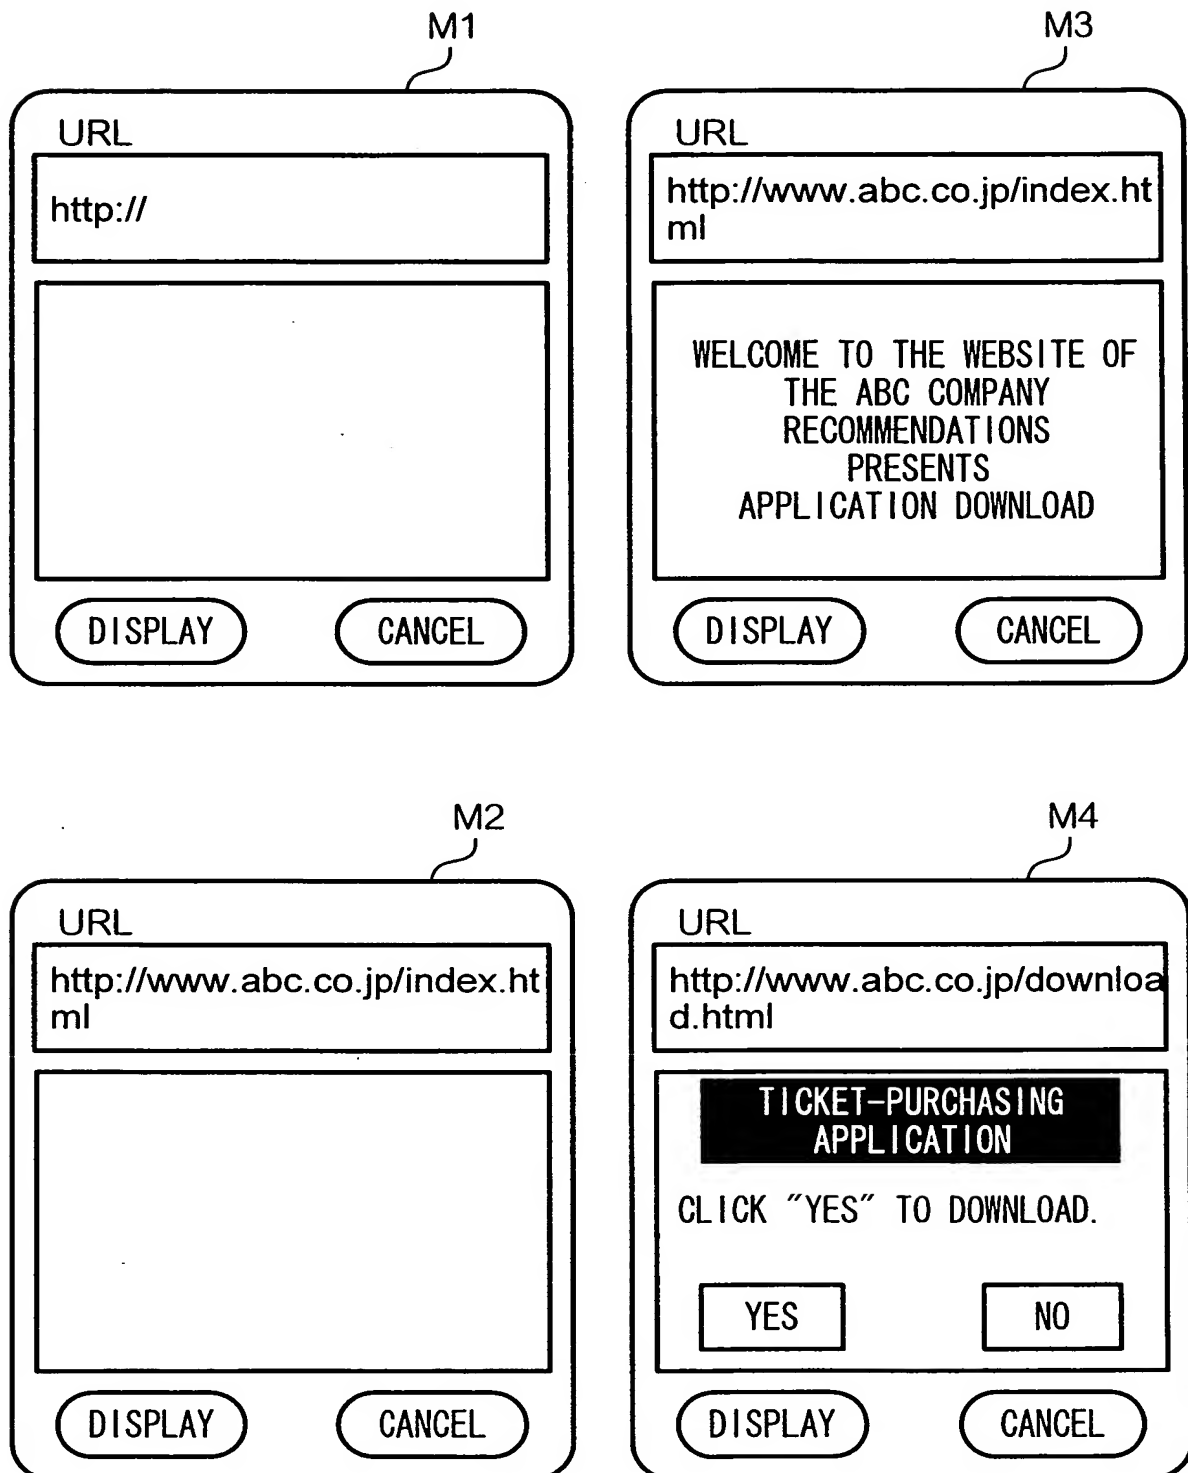 M1
URL
http://
DISPLAY
CANCEL
M3
URL
http://www.abc.co.jp/index.ht
ml
WELCOME TO THE WEBSITE OF
THE ABC COMPANY
RECOMMENDATIONS
PRESENTS
APPLICATION DOWNLOAD
DISPLAY
CANCEL
M2
URL
http://www.abc.co.jp/index.ht
ml
DISPLAY
CANCEL
M4
URL
http://www.abc.co.jp/downloa
d.html
TICKET-PURCHASING
APPLICATION
CLICK "YES" TO DOWNLOAD.
YES
NO
DISPLAY
CANCEL